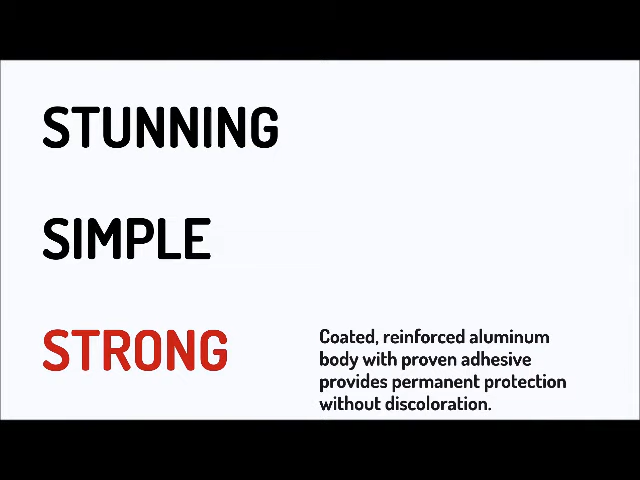 STUNNING
SIMPLE
STRONG
Coated, reinforced aluminum
body with proven adhesive
provides permanent protection
without discoloration.